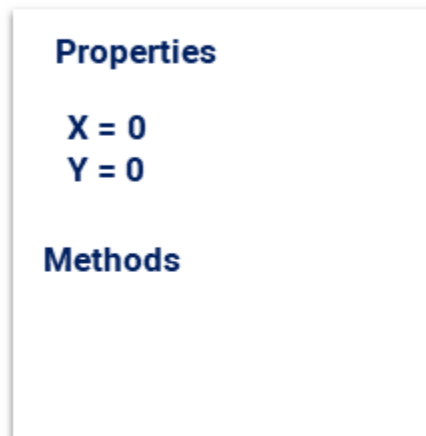 Properties
X = 0
Y = 0
Methods